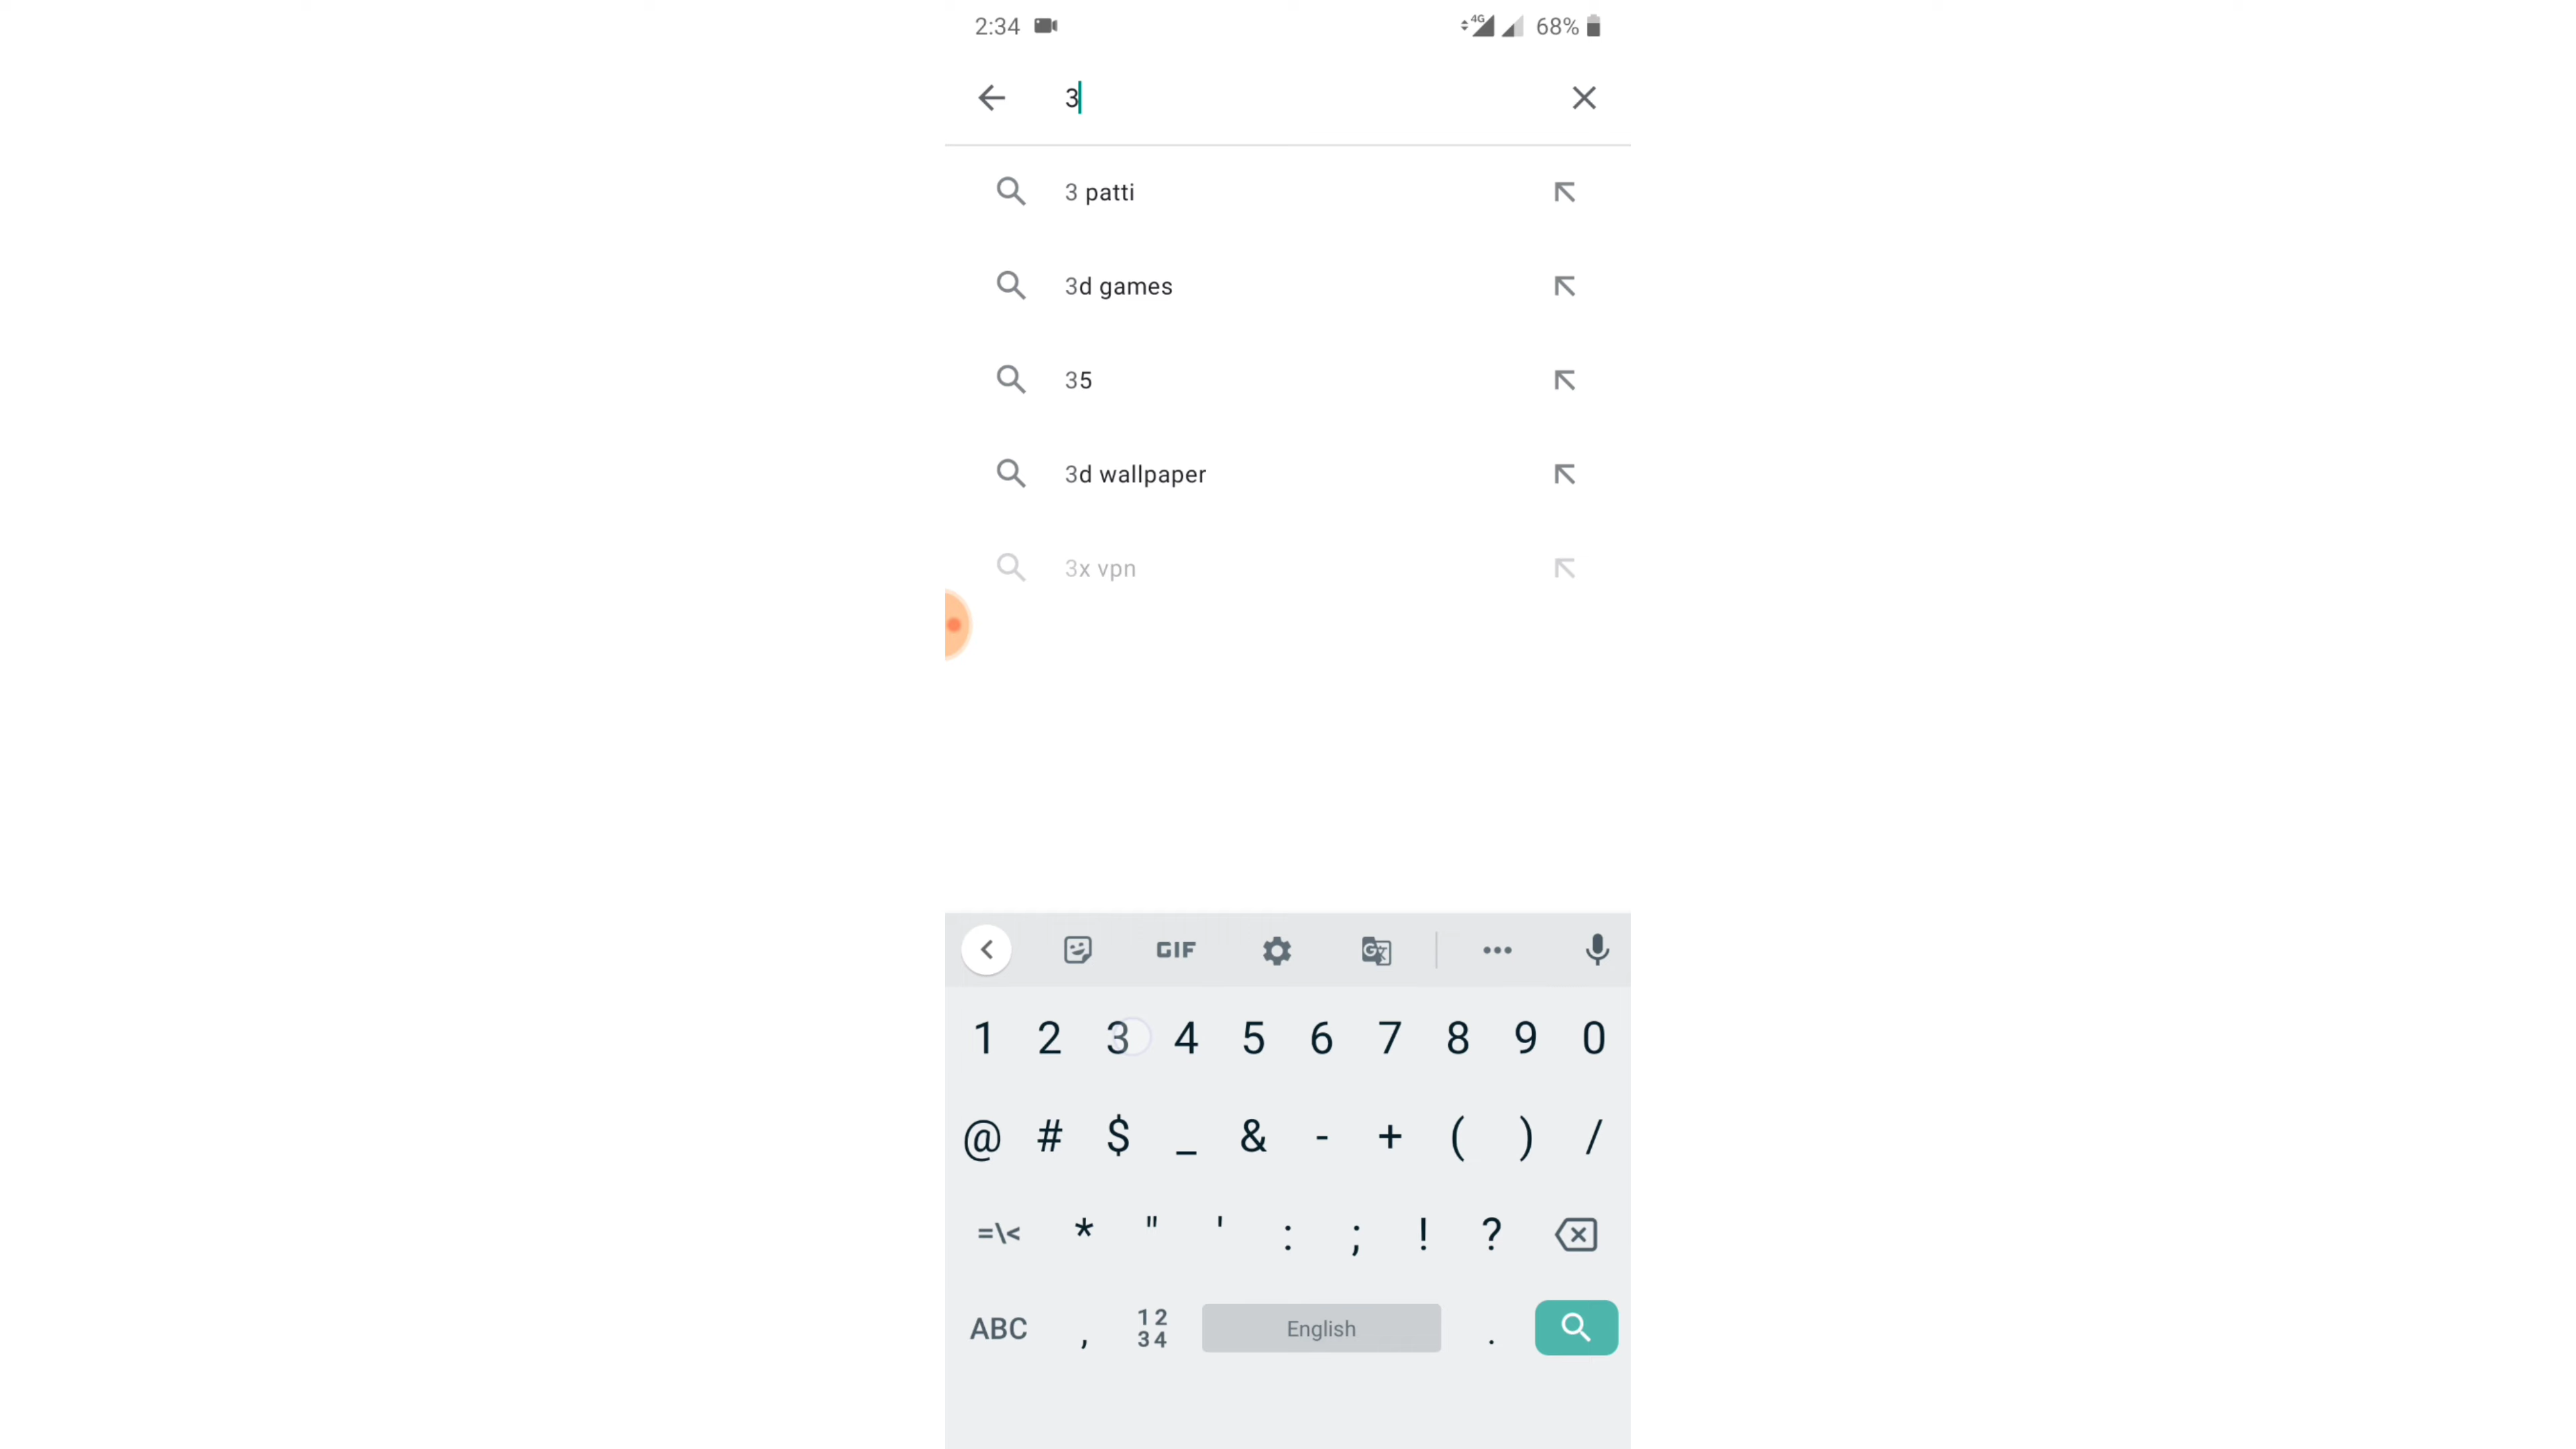 2:34 4G 68%
3
3 patti
3d games
35
3d wallpaper
3x vpn
GIF G
1 2 3 4 5 6 7 8 9 0
@ # $ _ & - + ( ) /
=\< * " ' : ; ! ?
ABC , 12 English .
34